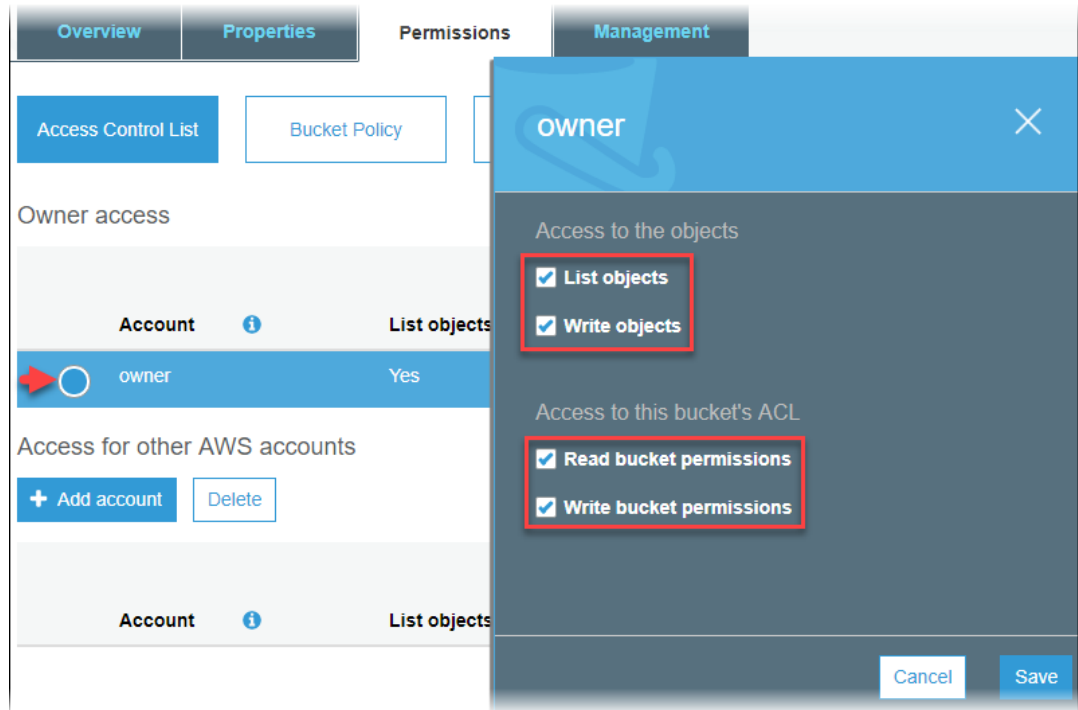 Overview
Properties
Permissions
Management
Access Control List
Bucket Policy
Owner access
Account
List objects
owner
Yes
Access for other AWS accounts
Add account
Delete
Account
List objects
owner
Access to the objects
List objects
Write objects
Access to this bucket's ACL
Read bucket permissions
Write bucket permissions
Cancel
Save